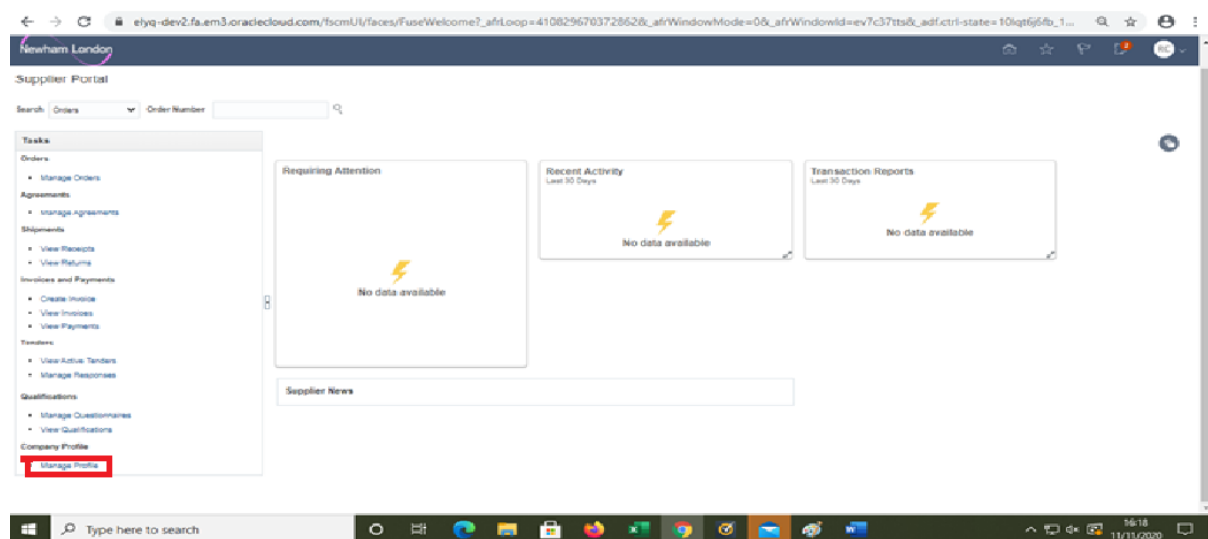 elyq-dev2.fa.em3.oraclecloud.com/fscmUI/faces/FuseWelcome?_afrLoop=4108296703728628&_afrWindowMode=0&_afrWindowId=ev7c37tts&_adf.ctrl-state=10iqt6j6fb_1...
Newham London
2
RC
Supplier Portal
Search Orders Order Number
Tasks
Orders
Manage Orders
Agreements
Manage Agreements
Shipments
View Receipts
View Returns
Invoices and Payments
Create Invoice
View Invoices
View Payments
Tenders
View Active Tenders
Manage Responses
Qualifications
Manage Questionnaires
View Qualifications
Company Profile
Manage Profile
Requiring Attention
No data available
Recent Activity
Last 30 Days
No data available
Transaction Reports
Last 30 Days
No data available
Supplier News
Type here to search
16:18
11/11/2020